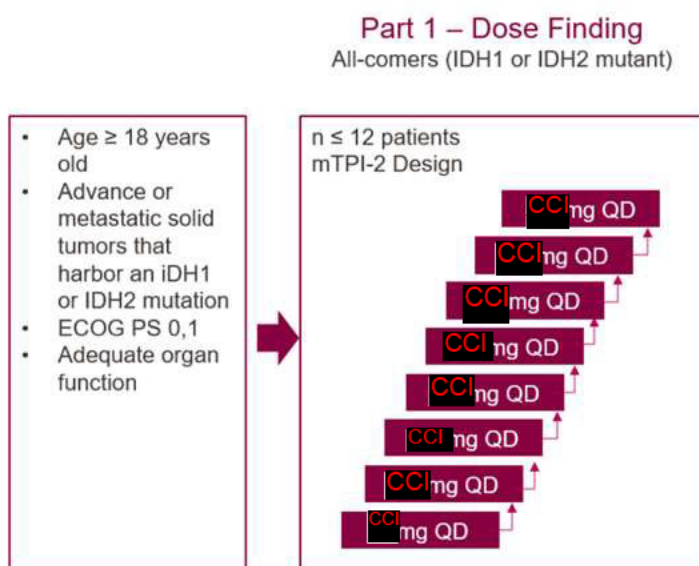 Part 1 – Dose Finding
All-comers (IDH1 or IDH2 mutant)
• Age ≥ 18 years
old
• Advance or
metastatic solid
tumors that
harbor an iDH1
or IDH2 mutation
• ECOG PS 0,1
• Adequate organ
function
n ≤ 12 patients
mTPI-2 Design
CCI mg QD
CCI mg QD
CCI mg QD
CCI mg QD
CCI mg QD
CCI mg QD
CCI mg QD
CCI mg QD